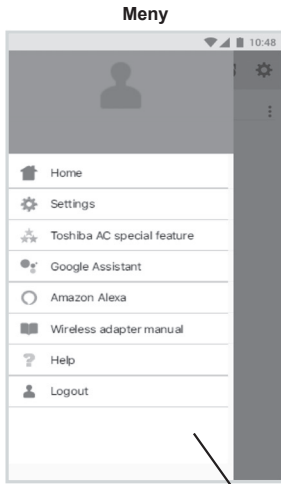 Meny
10:48
Home
Settings
Toshiba AC special feature
Google Assistant
Amazon Alexa
Wireless adapter manual
Help
Logout